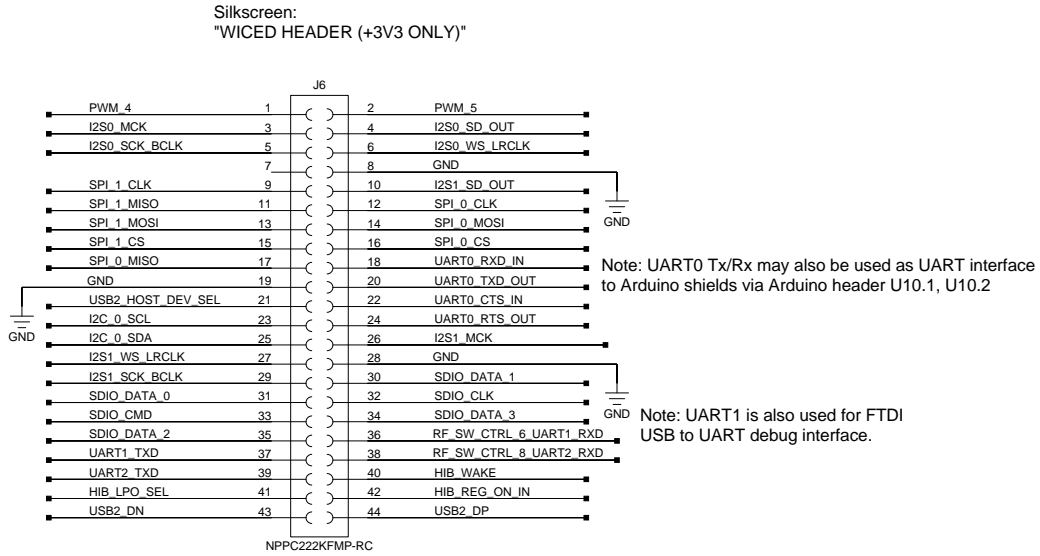 Silkscreen:
"WICED HEADER (+3V3 ONLY)"
J6
PWM_4 1 2 PWM_5
I2S0_MCK 3 4 I2S0_SD_OUT
I2S0_SCK_BCLK 5 6 I2S0_WS_LRCLK
7 8 GND
SPI_1_CLK 9 10 I2S1_SD_OUT
SPI_1_MISO 11 12 SPI_0_CLK
GND
SPI_1_MOSI 13 14 SPI_0_MOSI
SPI_1_CS 15 16 SPI_0_CS
SPI_0_MISO 17 18 UART0_RXD_IN
Note: UART0 Tx/Rx may also be used as UART interface
to Arduino shields via Arduino header U10.1, U10.2
GND 19 20 UART0_TXD_OUT
USB2_HOST_DEV_SEL 21 22 UART0_CTS_IN
GND
I2C_0_SCL 23 24 UART0_RTS_OUT
I2C_0_SDA 25 26 I2S1_MCK
I2S1_WS_LRCLK 27 28 GND
I2S1_SCK_BCLK 29 30 SDIO_DATA_1
SDIO_DATA_0 31 32 SDIO_CLK
GND
SDIO_CMD 33 34 SDIO_DATA_3
Note: UART1 is also used for FTDI
USB to UART debug interface.
SDIO_DATA_2 35 36 RF_SW_CTRL_6_UART1_RXD
UART1_TXD 37 38 RF_SW_CTRL_8_UART2_RXD
UART2_TXD 39 40 HIB_WAKE
HIB_LPO_SEL 41 42 HIB_REG_ON_IN
USB2_DN 43 44 USB2_DP
NPPC222KFMP-RC